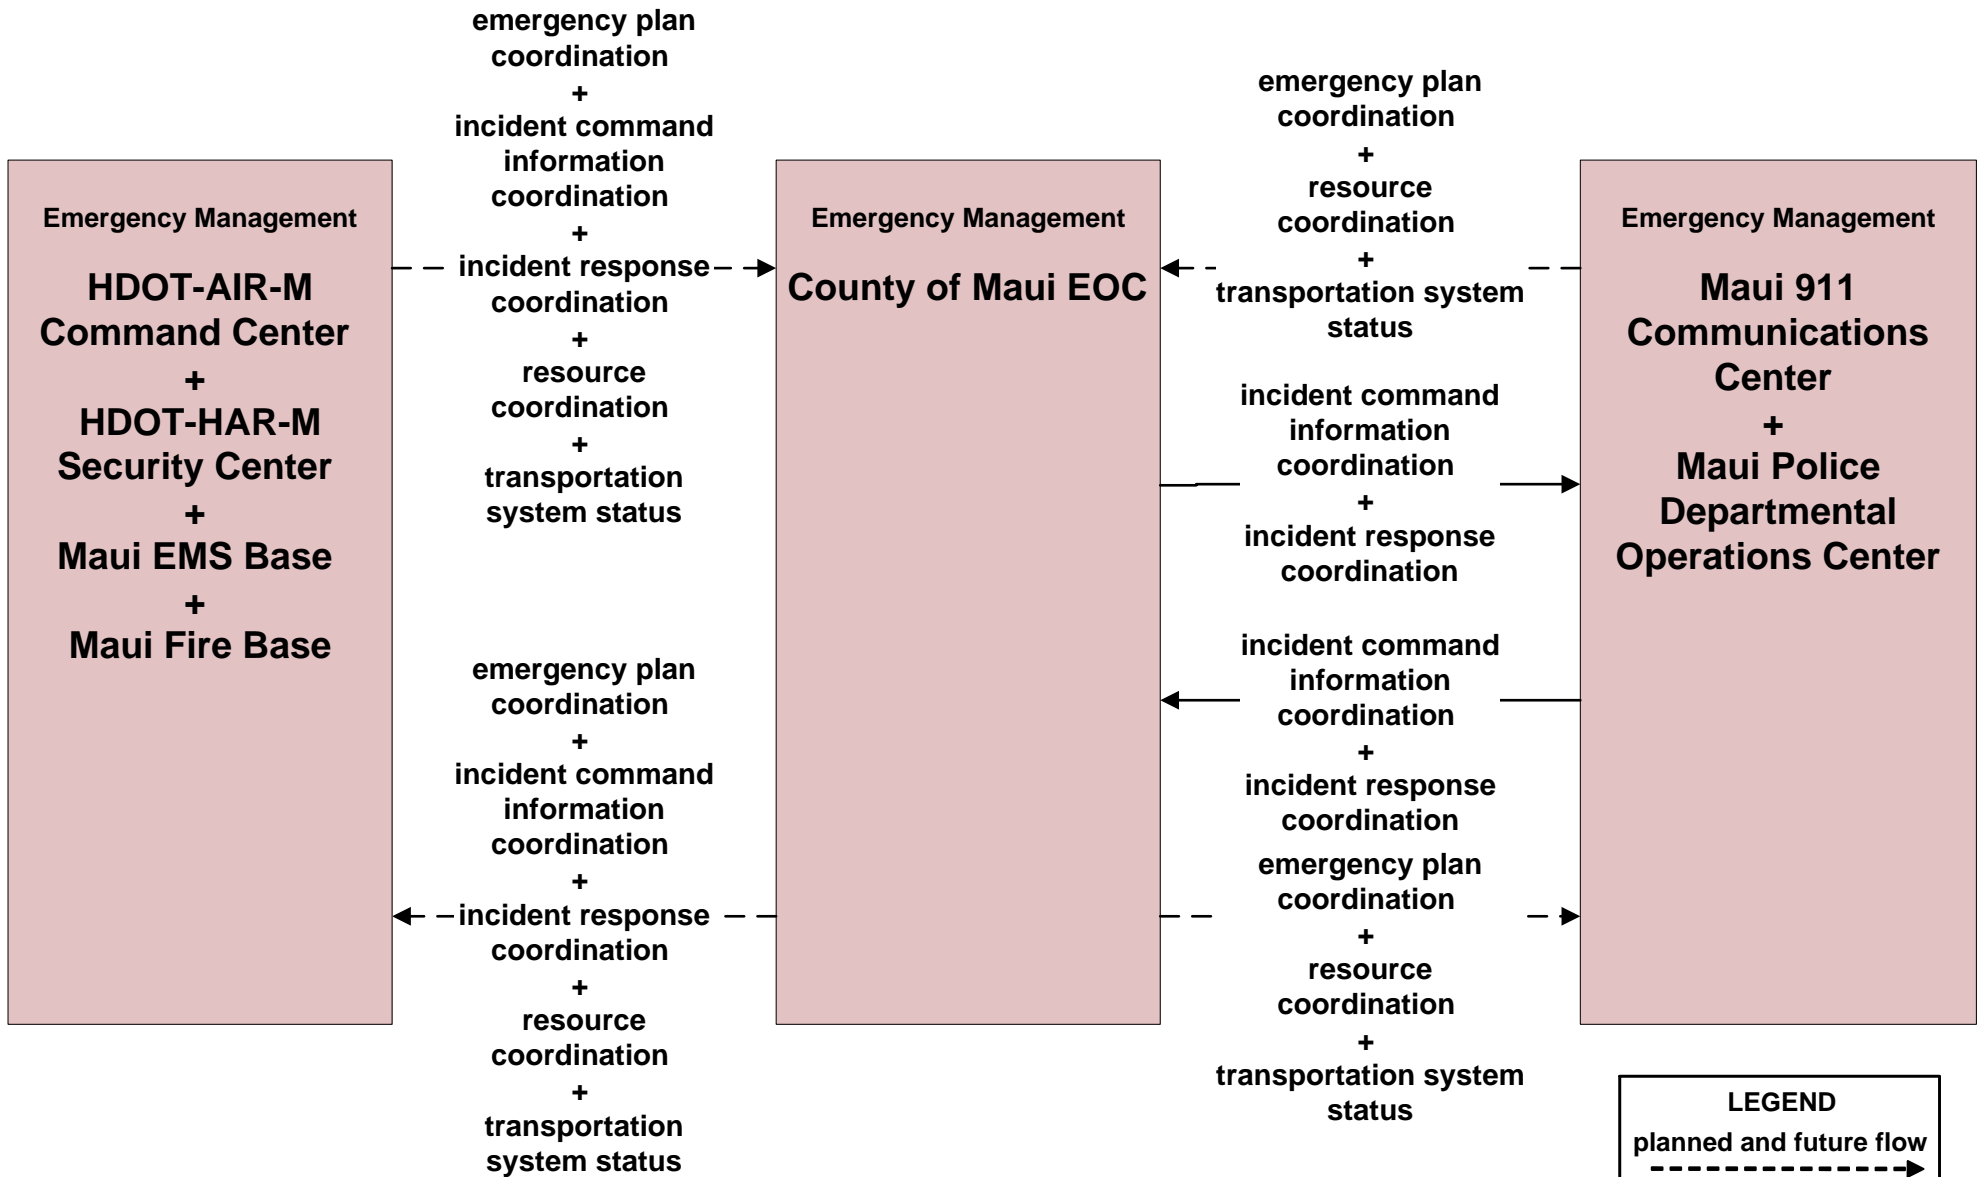 emergency plan
coordination
+
incident command
information
coordination
+
incident response
coordination
+
resource
coordination
+
transportation
system status
emergency plan
coordination
+
resource
coordination
+
transportation system
status
Emergency Management
HDOT-AIR-M
Command Center
+
HDOT-HAR-M
Security Center
+
Maui EMS Base
+
Maui Fire Base
Emergency Management
County of Maui EOC
Emergency Management
Maui 911
Communications
Center
+
Maui Police
Departmental
Operations Center
incident command
information
coordination
+
incident response
coordination
incident command
information
coordination
+
incident response
coordination
emergency plan
coordination
+
incident command
information
coordination
+
incident response
coordination
+
resource
coordination
+
transportation
system status
emergency plan
coordination
+
resource
coordination
+
transportation system
status
LEGEND
planned and future flow